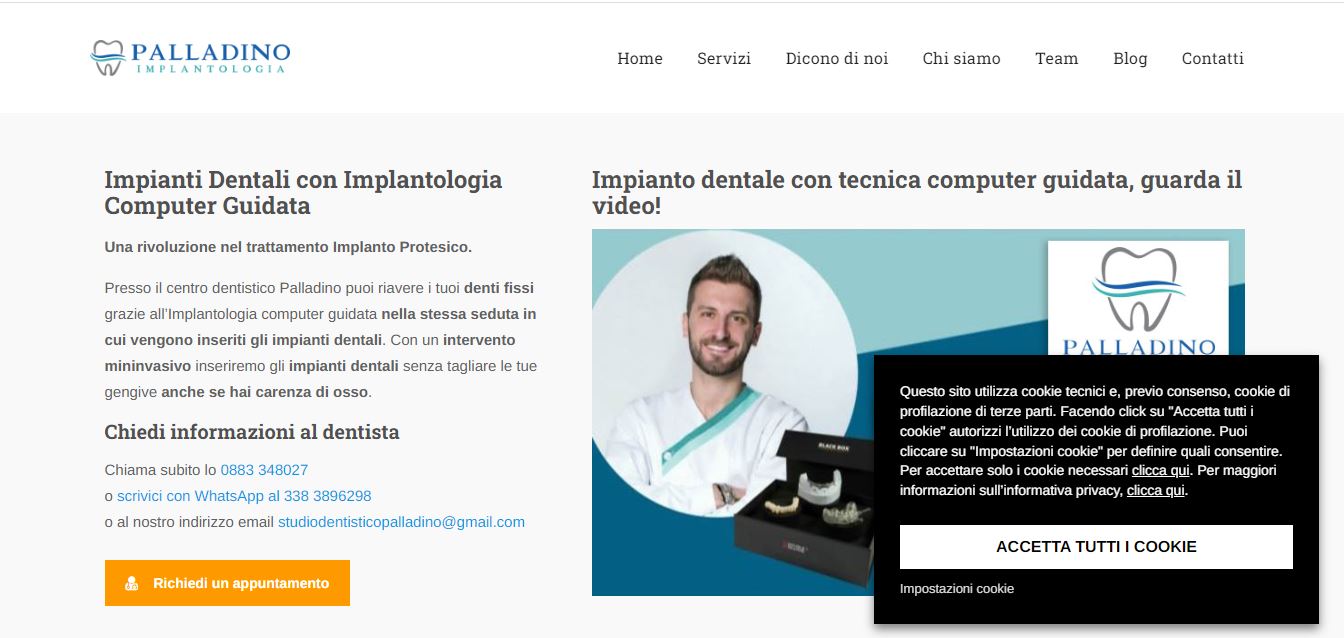 PALLADINO
IMPLANTOLOGIA
Home Servizi Dicono di noi Chi siamo Team Blog Contatti
Impianti Dentali con Implantologia
Computer Guidata
Una rivoluzione nel trattamento Implanto Protesico.
Presso il centro dentistico Palladino puoi riavere i tuoi denti fissi
grazie all'Implantologia computer guidata nella stessa seduta in
cui vengono inseriti gli impianti dentali. Con un intervento
mininvasivo inseriremo gli impianti dentali senza tagliare le tue
gengive anche se hai carenza di osso.
Chiedi informazioni al dentista
Chiama subito lo 0883 348027
o scrivici con WhatsApp al 338 3896298
o al nostro indirizzo email studiodentisticopalladino@gmail.com
Richiedi un appuntamento
Impianto dentale con tecnica computer guidata, guarda il
video!
PALLADINO
BLACK BOX
Questo sito utilizza cookie tecnici e, previo consenso, cookie di
profilazione di terze parti. Facendo click su "Accetta tutti i
cookie" autorizzi l'utilizzo dei cookie di profilazione. Puoi
cliccare su "Impostazioni cookie" per definire quali consentire.
Per accettare solo i cookie necessari clicca qui. Per maggiori
informazioni sull'informativa privacy, clicca qui.
ACCETTA TUTTI I COOKIE
Impostazioni cookie